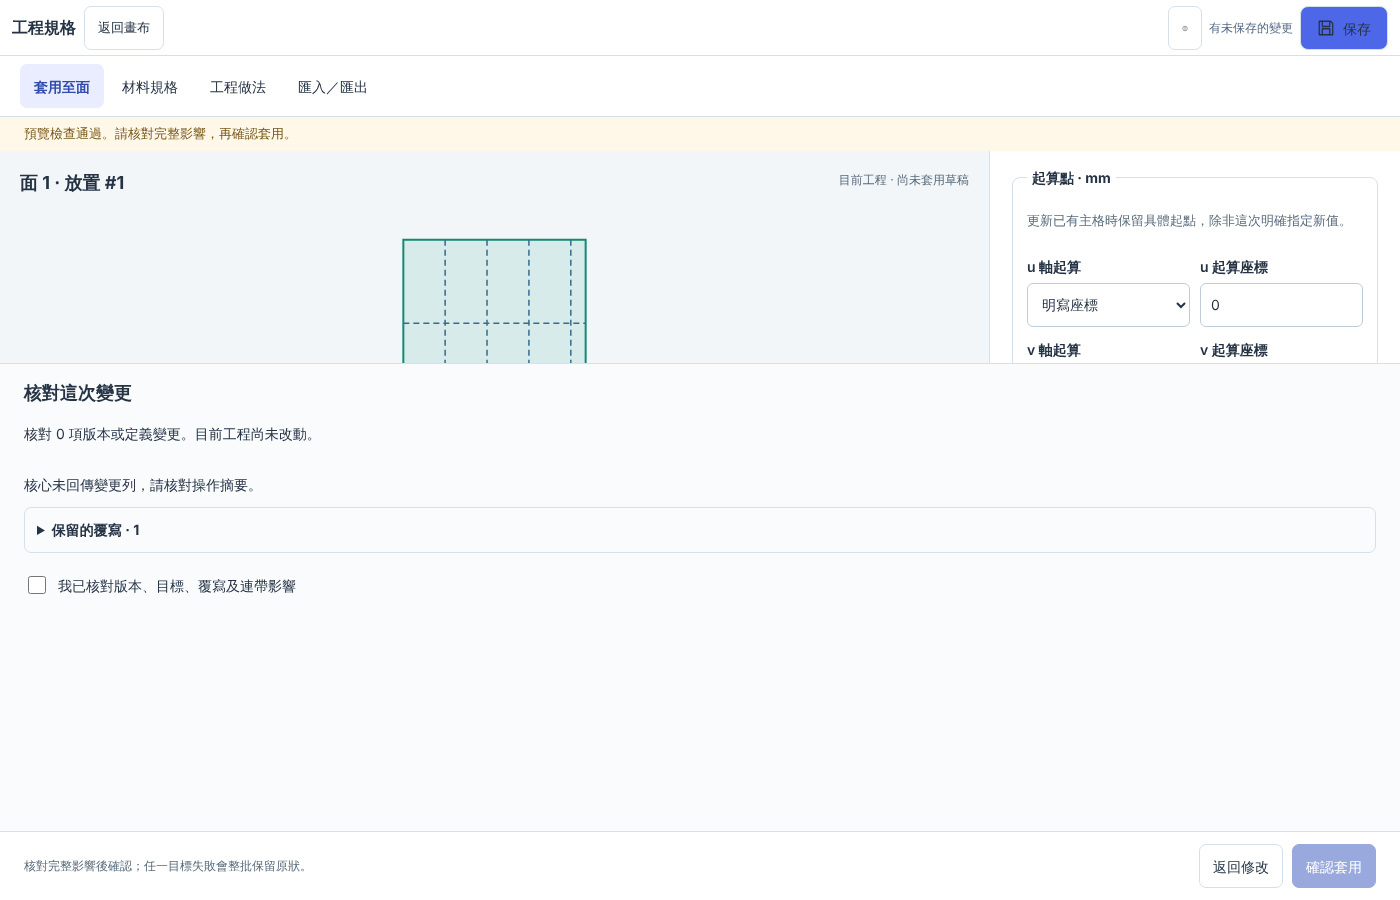 工程規格
返回畫布
有未保存的變更
保存
套用至面
材料規格
工程做法
匯入／匯出
預覽檢查通過。請核對完整影響，再確認套用。
面 1 · 放置 #1
目前工程 · 尚未套用草稿
起算點 · mm
更新已有主格時保留具體起點，除非這次明確指定新值。
u 軸起算
u 起算座標
明寫座標
0
v 軸起算
v 起算座標
核對這次變更
核對 0 項版本或定義變更。目前工程尚未改動。
核心未回傳變更列，請核對操作摘要。
保留的覆寫 · 1
我已核對版本、目標、覆寫及連帶影響
核對完整影響後確認；任一目標失敗會整批保留原狀。
返回修改
確認套用